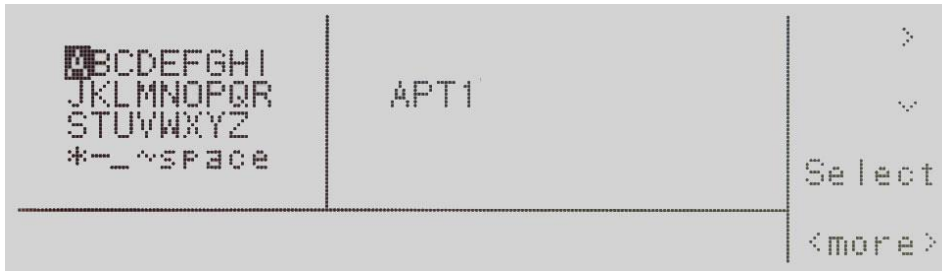 ABCDEFGHI
JKLMNOPQR
STUVWXYZ
*-_~space
APT1
>
⌄
Select
<more>